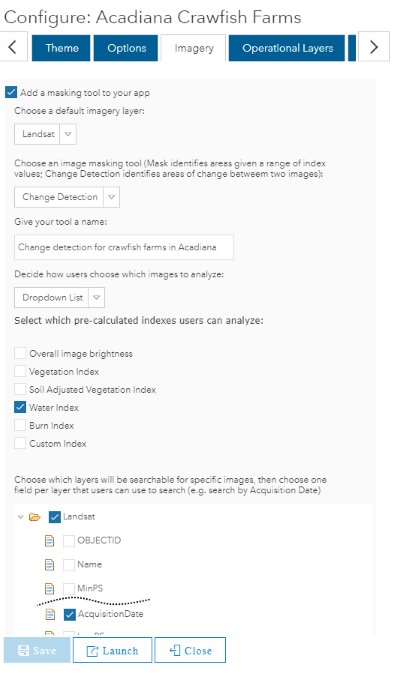 Configure: Acadiana Crawfish Farms
Theme
Options
Imagery
Operational Layers
Add a masking tool to your app
Choose a default imagery layer:
Landsat
Choose an image masking tool (Mask identifies areas given a range of index
values; Change Detection identifies areas of change betweem two images):
Change Detection
Give your tool a name:
Change detection for crawfish farms in Acadiana
Decide how users choose which images to analyze:
Dropdown List
Select which pre-calculated indexes users can analyze:
Overall image brightness
Vegetation Index
Soil Adjusted Vegetation Index
Water Index
Burn Index
Custom Index
Choose which layers will be searchable for specific images, then choose one
field per layer that users can use to search (e.g. search by Acquisition Date)
Landsat
OBJECTID
Name
MinPS
AcquisitionDate
Save
Launch
Close